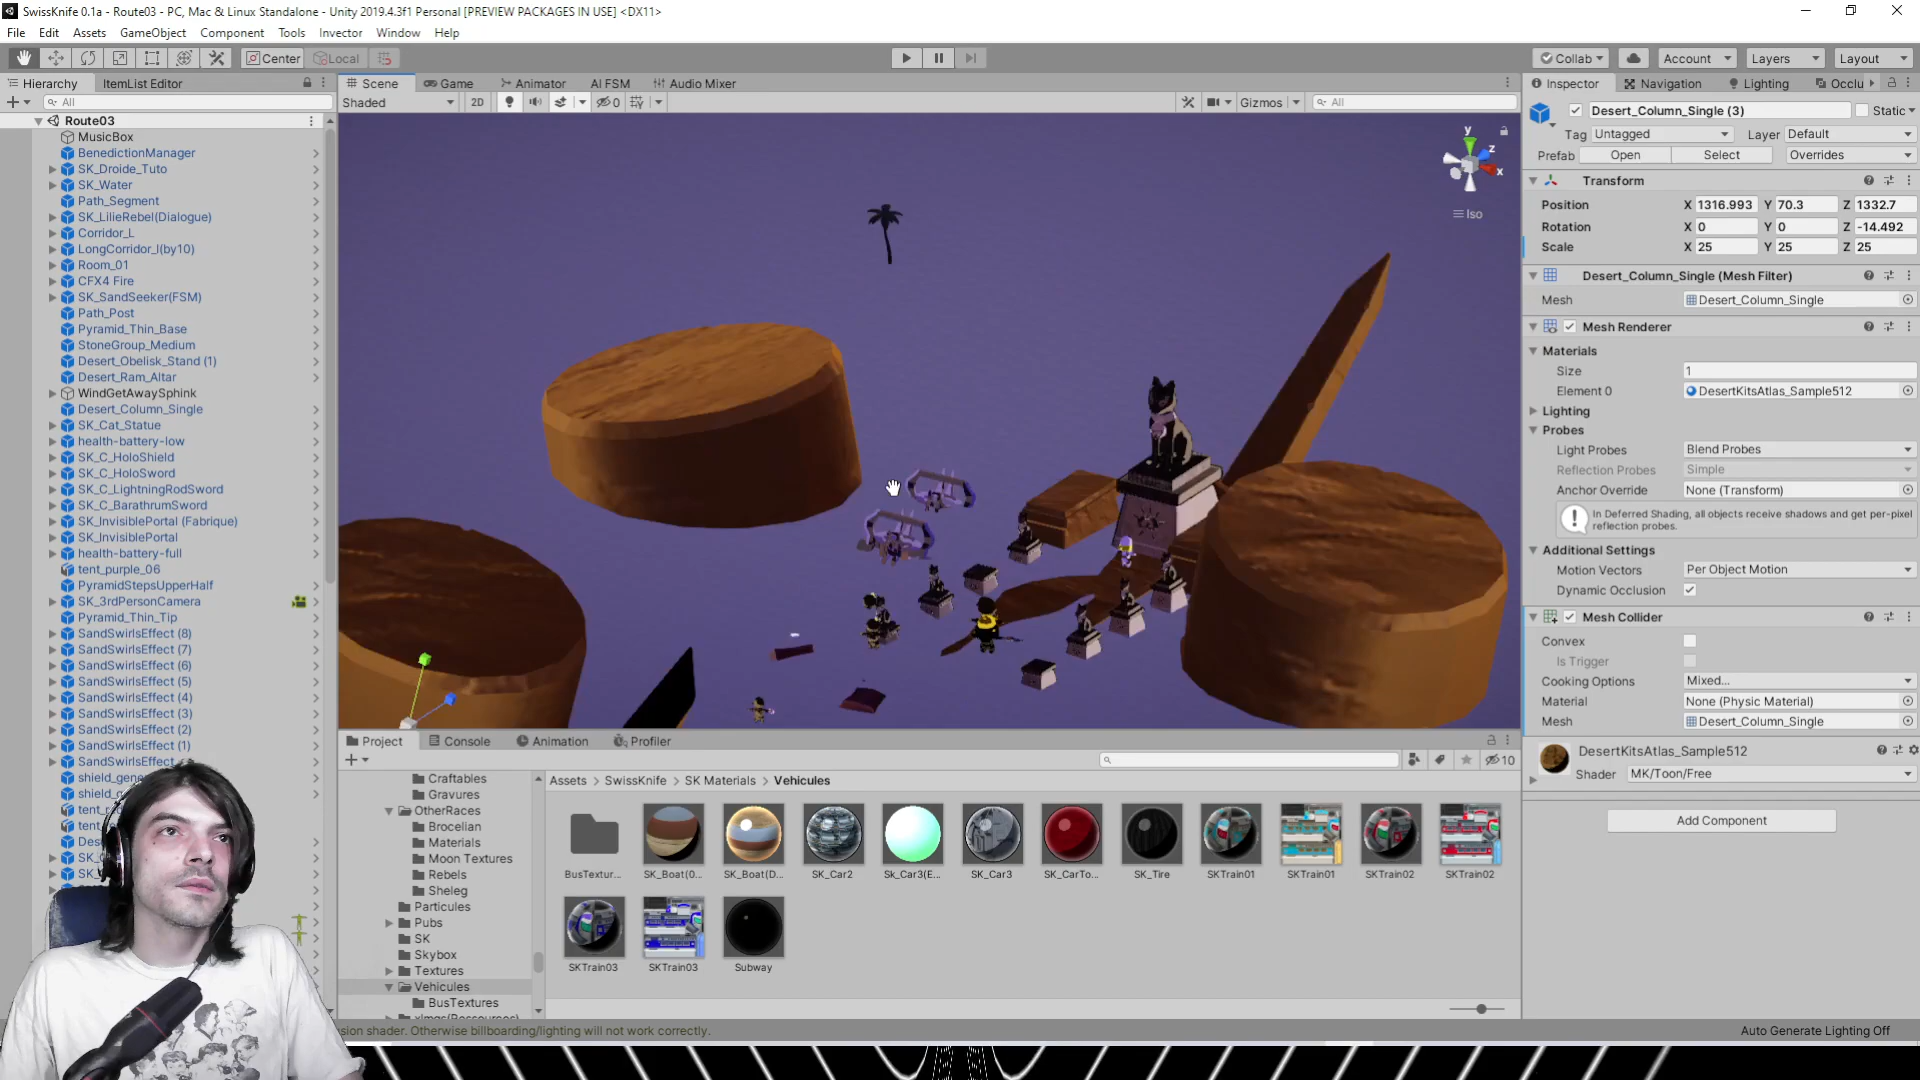 SwissKnife 0.1a - Route03 - PC, Mac & Linux Standalone - Unity 2019.4.3f1 Personal [PREVIEW PACKAGES IN USE] <DX11>
File Edit Assets GameObject Component Tools Invector Window Help
Center Local Collab Account Layers Layout
Hierarchy ItemList Editor
All
Route03
MusicBox
BenedictionManager
SK_Droide_Tuto
SK_Water
Path_Segment
SK_LilieRebel(Dialogue)
Corridor_L
LongCorridor_I(by10)
Room_01
CFX4 Fire
SK_SandSeeker(FSM)
Path_Post
Pyramid_Thin_Base
StoneGroup_Medium
Desert_Obelisk_Stand (1)
Desert_Ram_Altar
WindGetAwaySphink
Desert_Column_Single
SK_Cat_Statue
health-battery-low
SK_C_HoloShield
SK_C_HoloSword
SK_C_LightningRodSword
SK_C_BarathrumSword
SK_InvisiblePortal (Fabrique)
SK_InvisiblePortal
health-battery-full
tent_purple_06
PyramidStepsUpperHalf
SK_3rdPersonCamera
Pyramid_Thin_Tip
SandSwirlsEffect (8)
SandSwirlsEffect (7)
SandSwirlsEffect (6)
SandSwirlsEffect (5)
SandSwirlsEffect (4)
SandSwirlsEffect (3)
SandSwirlsEffect (2)
SandSwirlsEffect (1)
SandSwirlsEffect
Scene Game Animator AI FSM Audio Mixer
Shaded 2D 0 Gizmos All
y
z
x
Iso
Project Console Animation Profiler
10
Craftables
Gravures
OtherRaces
Brocelian
Materials
Moon Textures
Rebels
Sheleg
Particules
Pubs
SK
Skybox
Textures
Vehicules
BusTextures
Assets > SwissKnife > SK Materials > Vehicules
BusTextur... SK_Boat(0... SK_Boat(D... SK_Car2 Sk_Car3(E... SK_Car3 SK_CarTo... SK_Tire SKTrain01 SKTrain01 SKTrain02 SKTrain02
SKTrain03 SKTrain03 Subway
Inspector Navigation Lighting Occlu
Desert_Column_Single (3) Static
Tag Untagged Layer Default
Prefab Open Select Overrides
Transform
Position X 1316.993 Y 70.3 Z 1332.7
Rotation X 0 Y 0 Z -14.492
Scale X 25 Y 25 Z 25
Desert_Column_Single (Mesh Filter)
Mesh Desert_Column_Single
Mesh Renderer
Materials
Size 1
Element 0 DesertKitsAtlas_Sample512
Lighting
Probes
Light Probes Blend Probes
Reflection Probes Simple
Anchor Override None (Transform)
In Deferred Shading, all objects receive shadows and get per-pixel
reflection probes.
Additional Settings
Motion Vectors Per Object Motion
Dynamic Occlusion
Mesh Collider
Convex
Is Trigger
Cooking Options Mixed...
Material None (Physic Material)
Mesh Desert_Column_Single
DesertKitsAtlas_Sample512
Shader MK/Toon/Free
Add Component
shader. Otherwise billboarding/lighting will not work correctly.
Auto Generate Lighting Off